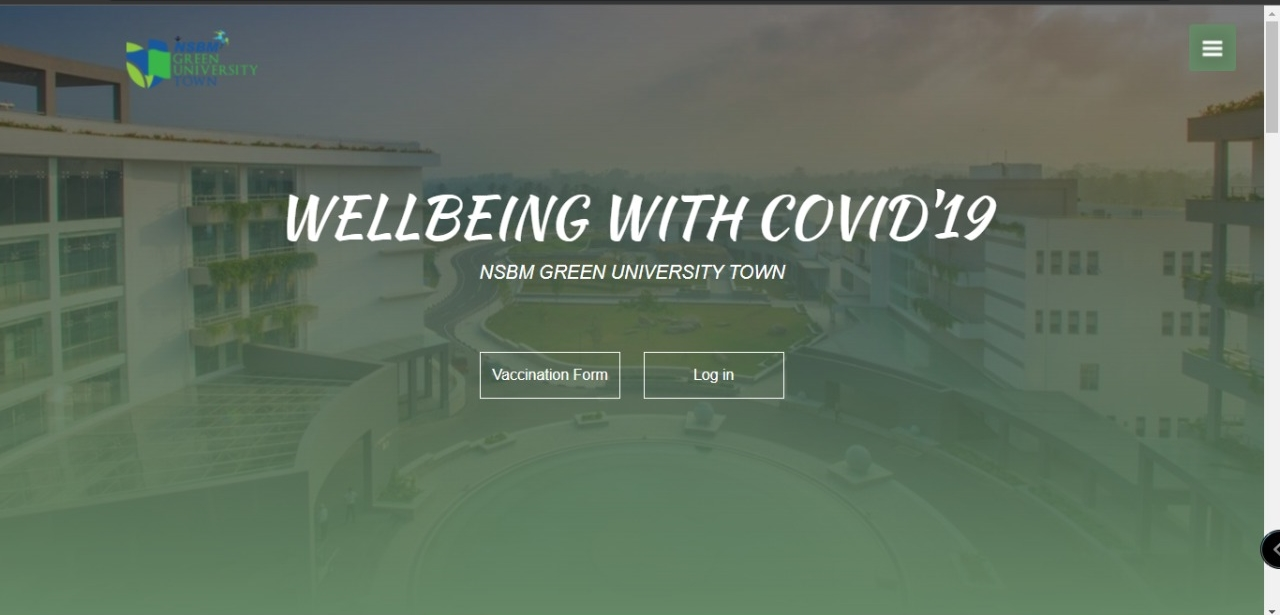 NSBM
GREEN
UNIVERSITY
TOWN
WELLBEING WITH COVID'19
NSBM GREEN UNIVERSITY TOWN
Vaccination Form
Log in